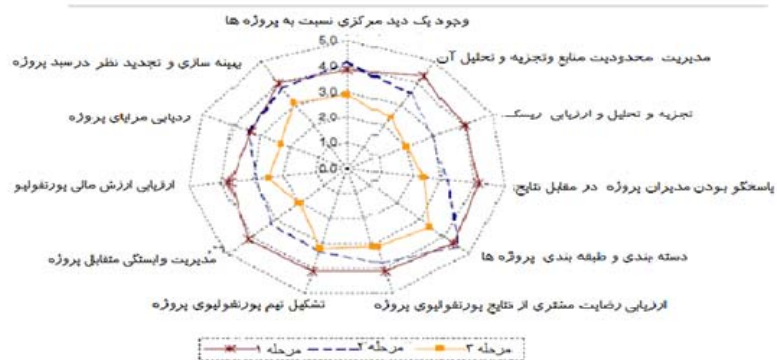 وجود یک دید مرکزی نسبت به پروژه ها
مدیریت محدودیت منابع وتجزیه و تحلیل آن
تجزیه و تحلیل و ارزیابی ریسک
پاسخگو بودن مدیران پروژه در مقابل نتایج
دسته بندی و طبقه بندی پروژه ها
ارزیابی رضایت مشتری از نتایج پورتفولیوی پروژه
تشکیل تیم پورتفولیوی پروژه
مدیریت وابستگی متقابل پروژه
ارزیابی ارزش مالی پورتفولیو
ردیابی مزایای پروژه
بهینه سازی و تجدید نظر درسبد پروژه
5,0
4,0
3,0
2,0
1,0
0,0
مرحله ۱ مرحله ۲ مرحله ۳